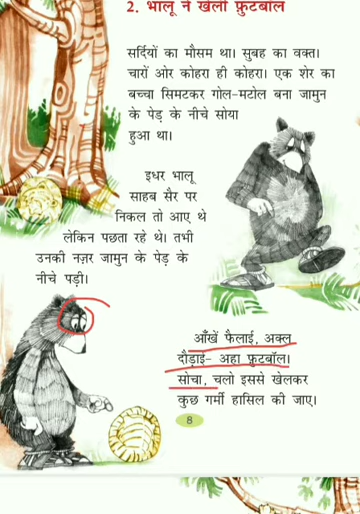 2. भालू ने खेली फ़ुटबॉल
सर्दियों का मौसम था। सुबह का वक्त।
चारों ओर कोहरा ही कोहरा। एक शेर का
बच्चा सिमटकर गोल-मटोल बना जामुन
के पेड़ के नीचे सोया
हुआ था।
इधर भालू
साहब सैर पर
निकल तो आए थे
लेकिन पछता रहे थे। तभी
उनकी नज़र जामुन के पेड़ के
नीचे पड़ी।
आँखें फैलाई, अक्ल
दौड़ाई- अहा फ़ुटबॉल।
सोचा, चलो इससे खेलकर
कुछ गर्मी हासिल की जाए।
8